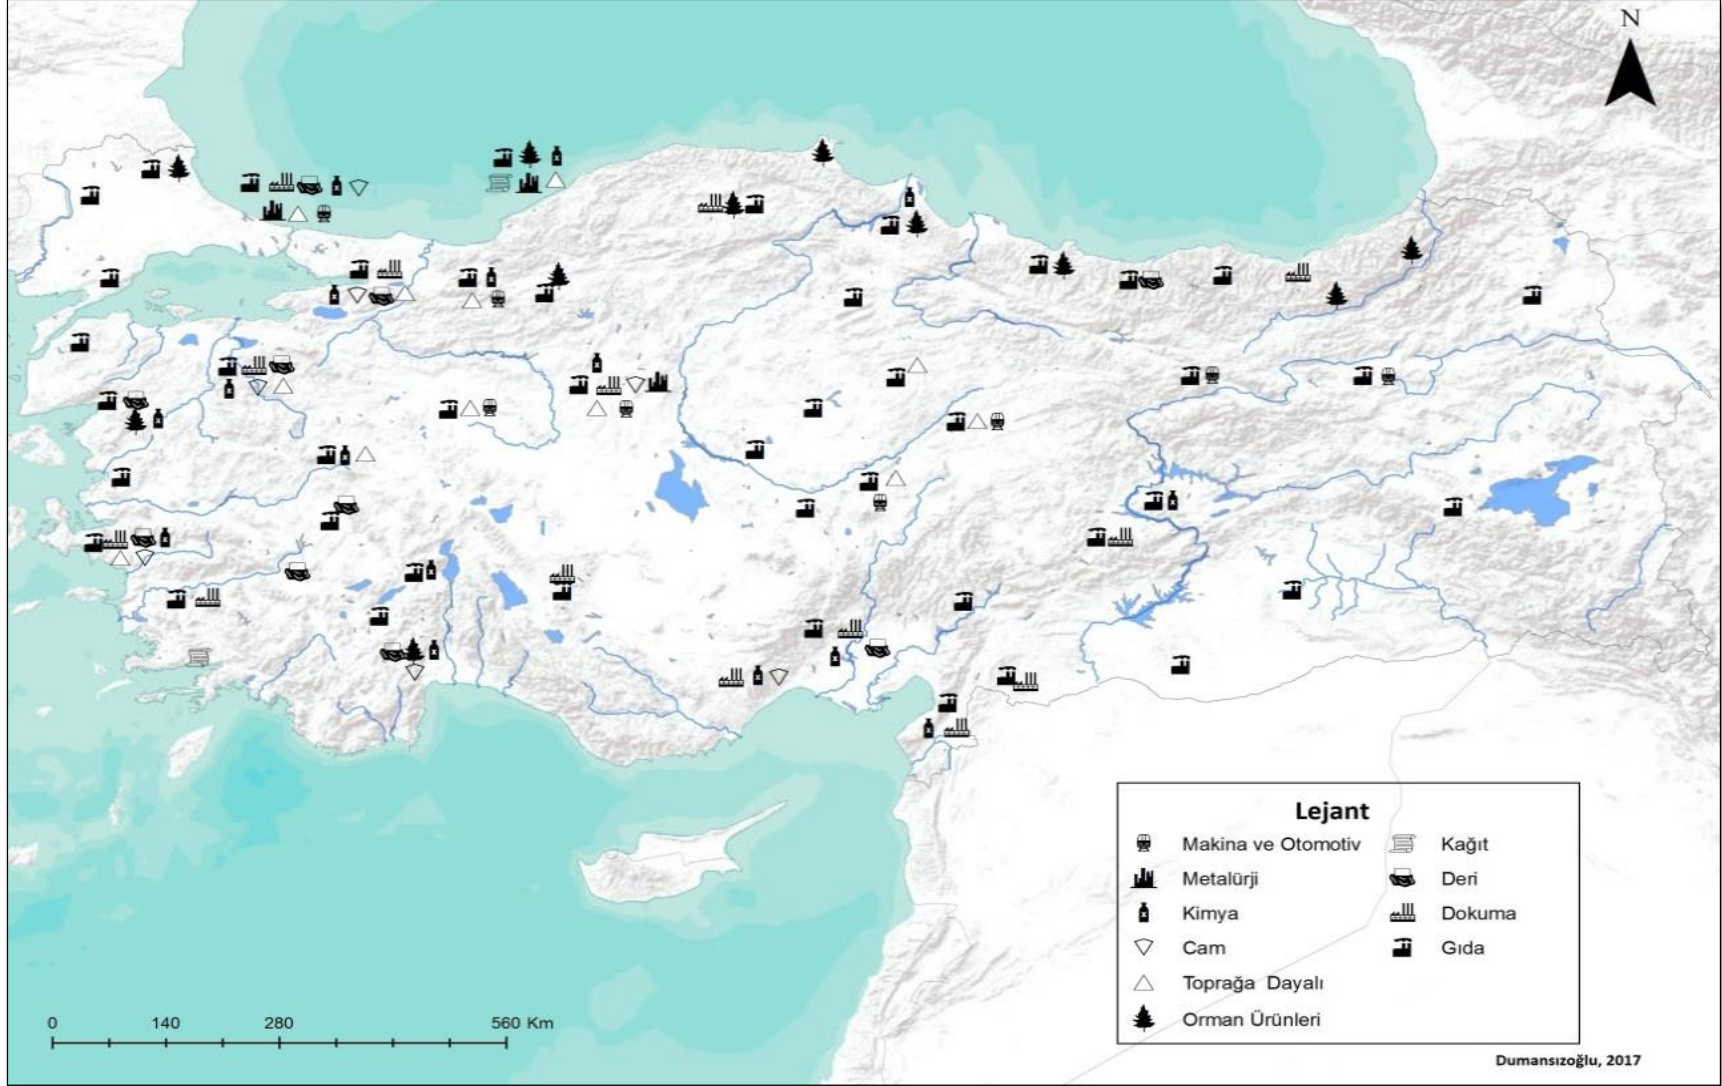 N
Lejant
Makina ve Otomotiv
Metalürji
Kimya
Cam
Toprağa Dayalı
Orman Ürünleri
Kağıt
Deri
Dokuma
Gıda
0 140 280 560 Km
Dumansızoğlu, 2017